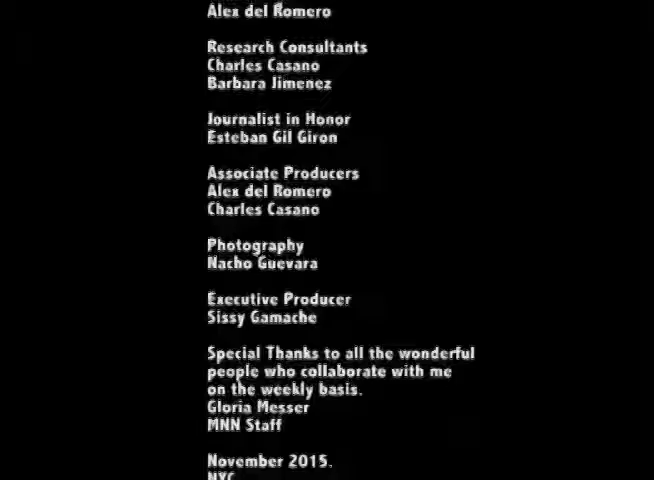 Alex del Romero
Research Consultants
Charles Casano
Barbara Jimenez
Journalist in Honor
Esteban Gil Giron
Associate Producers
Alex del Romero
Charles Casano
Photography
Nacho Guevara
Executive Producer
Sissy Gamache
Special Thanks to all the wonderful
people who collaborate with me
on the weekly basis.
Gloria Messer
MNN Staff
November 2015.
NYC